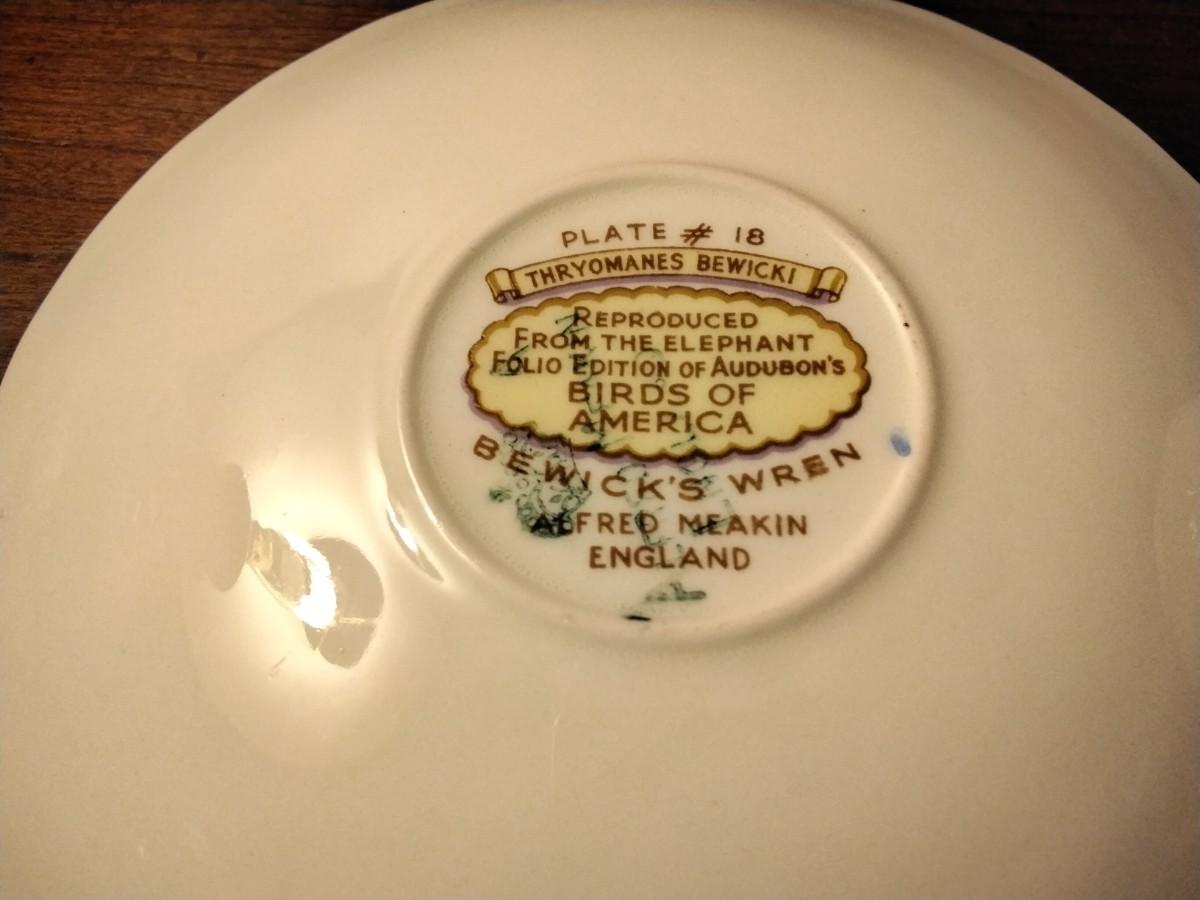 PLATE # 18
THRYOMANES BEWICKI
REPRODUCED
FROM THE ELEPHANT
FOLIO EDITION OF AUDUBON'S
BIRDS OF
AMERICA
BEWICK'S WREN
ALFRED MEAKIN
ENGLAND